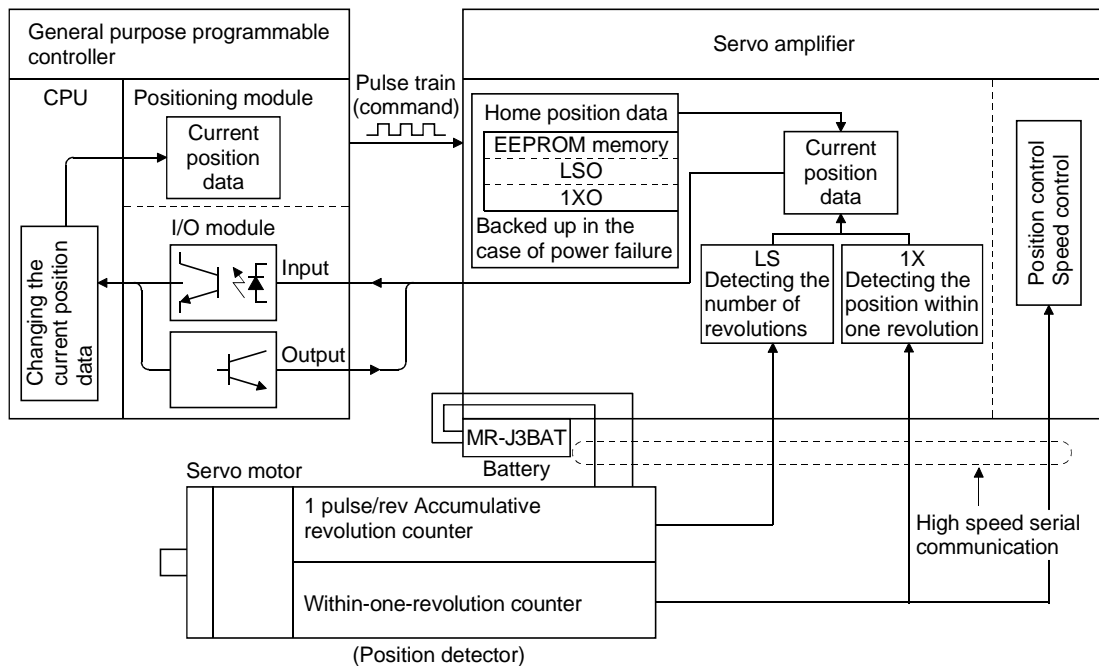 General purpose programmable
controller
Servo amplifier
CPU
Positioning module
Pulse train
(command)
Current
position
data
Home position data
EEPROM memory
LSO
1XO
Backed up in the
case of power failure
Current
position
data
Position control
Speed control
I/O module
Input
Output
Changing the
current position
data
LS
Detecting the
number of
revolutions
1X
Detecting the
position within
one revolution
MR-J3BAT
Battery
Servo motor
1 pulse/rev Accumulative
revolution counter
Within-one-revolution counter
High speed serial
communication
(Position detector)